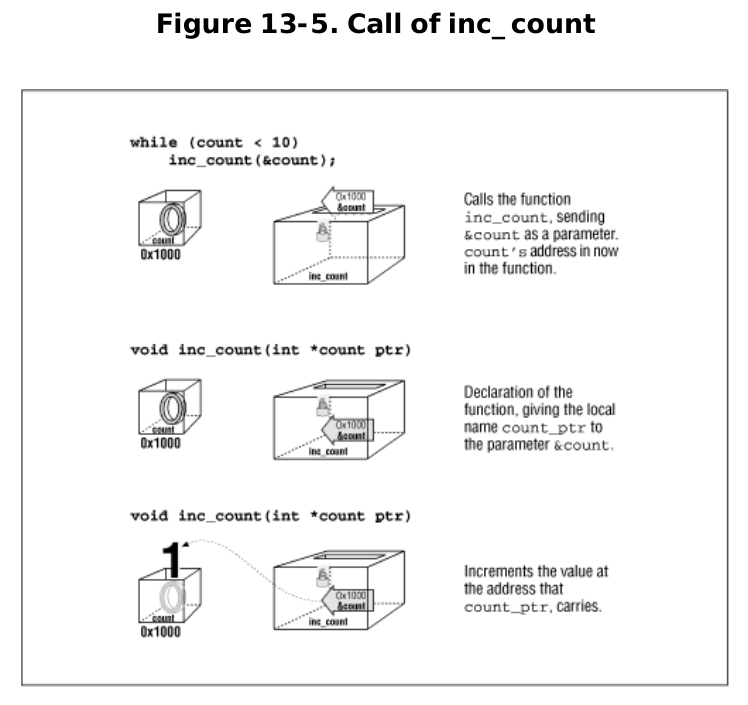 Figure 13-5. Call of inc_ count
while (count < 10)
inc_count(&count);
0x1000
&count
count
0x1000
inc_count
Calls the function
inc_count, sending
&count as a parameter.
count's address in now
in the function.
void inc_count(int *count ptr)
0x1000
&count
count
0x1000
inc_count
Declaration of the
function, giving the local
name count_ptr to
the parameter &count.
void inc_count(int *count ptr)
1
0x1000
&count
count
0x1000
inc_count
Increments the value at
the address that
count_ptr, carries.